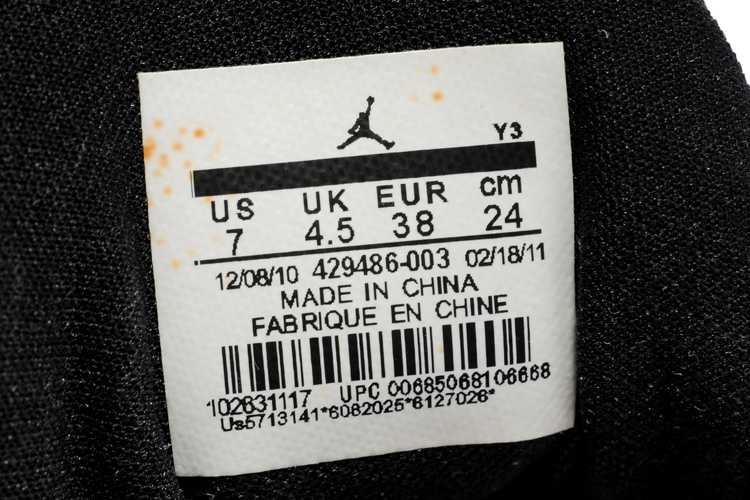 Y3
US UK EUR cm
7 4.5 38 24
12/08/10 429486-003 02/18/11
MADE IN CHINA
FABRIQUE EN CHINE
102631117 UPC 00685068106668
Us5713141*6082025*6127026*